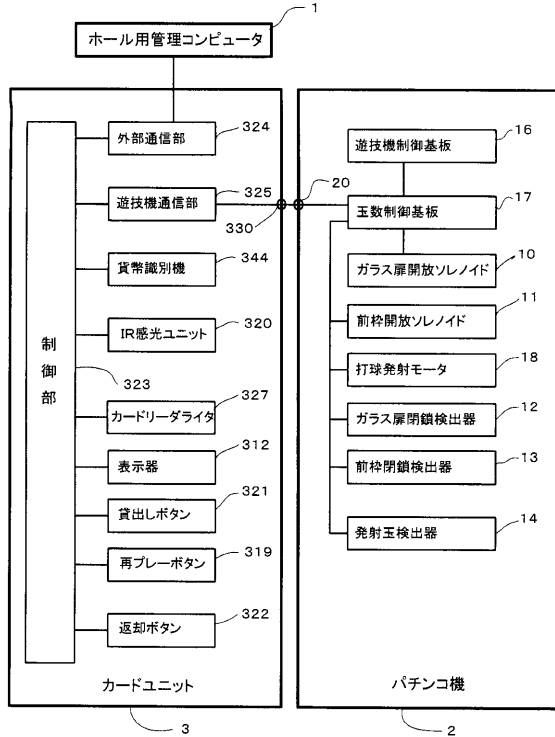 1
ホール用管理コンピュータ
外部通信部
324
遊技機通信部
325
330
20
貨幣識別機
344
IR感光ユニット
320
制御部
323
カードリーダライタ
327
表示器
312
貸出しボタン
321
再プレーボタン
319
返却ボタン
322
カードユニット
3
遊技機制御基板
16
玉数制御基板
17
ガラス扉開放ソレノイド
10
前枠開放ソレノイド
11
打球発射モータ
18
ガラス扉閉鎖検出器
12
前枠閉鎖検出器
13
発射玉検出器
14
パチンコ機
2